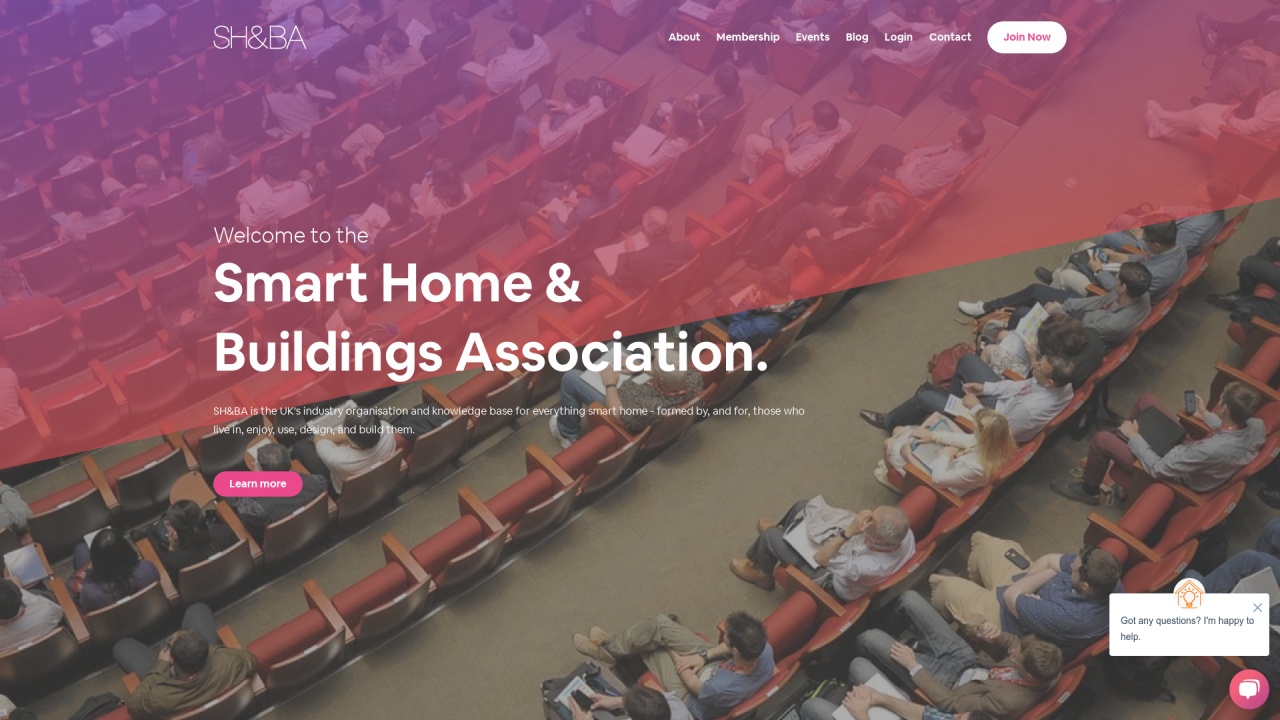 SH&BA
About
Membership
Events
Blog
Login
Contact
Join Now
Welcome to the
Smart Home &
Buildings Association.
SH&BA is the UK's industry organisation and knowledge base for everything smart home - formed by, and for, those who
live in, enjoy, use, design, and build them.
Learn more
Got any questions? I'm happy to
help.